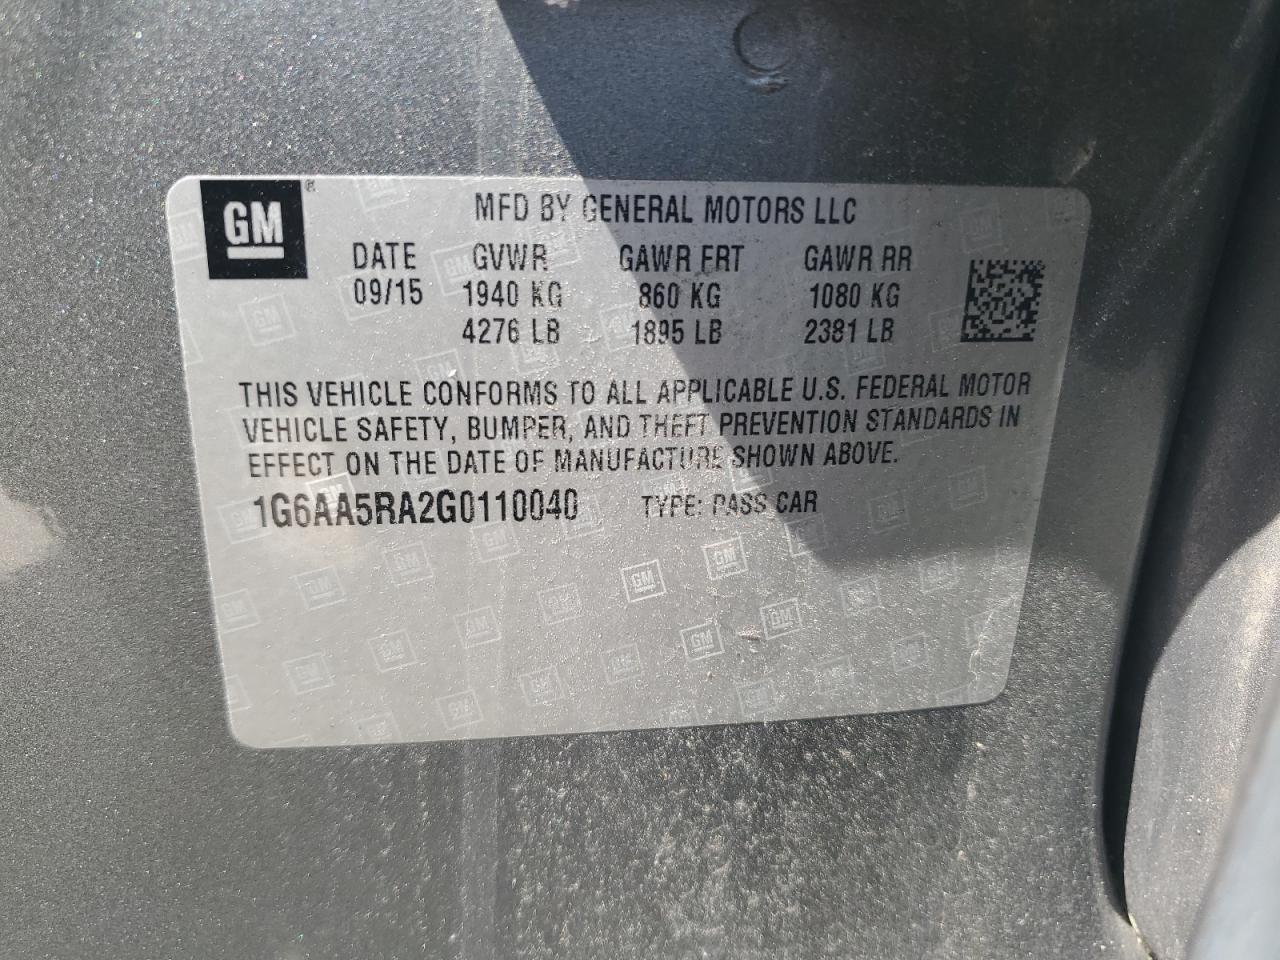 GM®
MFD BY GENERAL MOTORS LLC
DATE GVWR GAWR FRT GAWR RR
09/15 1940 KG 860 KG 1080 KG
4276 LB 1895 LB 2381 LB
THIS VEHICLE CONFORMS TO ALL APPLICABLE U.S. FEDERAL MOTOR
VEHICLE SAFETY, BUMPER, AND THEFT PREVENTION STANDARDS IN
EFFECT ON THE DATE OF MANUFACTURE SHOWN ABOVE.
1G6AA5RA2G0110040 TYPE: PASS CAR